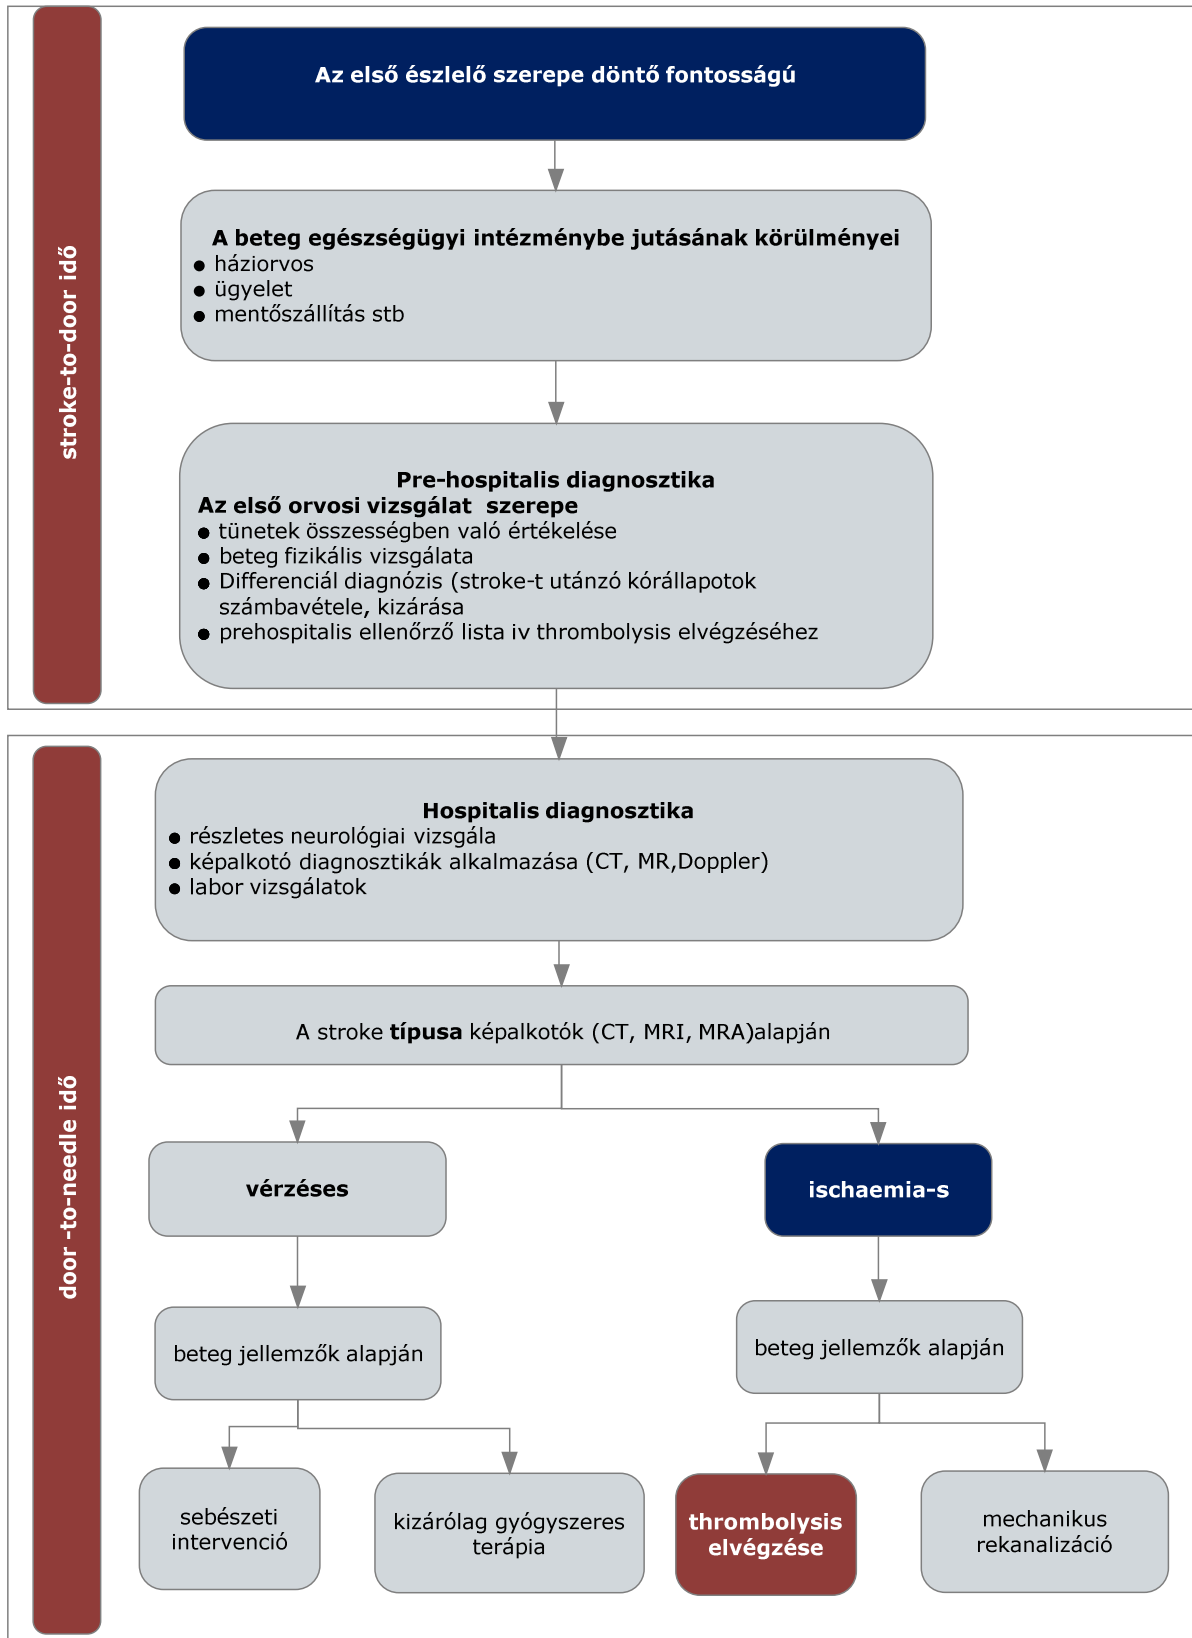 stroke-to-door idő
Az első észlelő szerepe döntő fontosságú
A beteg egészségügyi intézménybe jutásának körülményei
● háziorvos
● ügyelet
● mentőszállítás stb
Pre-hospitalis diagnosztika
Az első orvosi vizsgálat szerepe
● tünetek összességben való értékelése
● beteg fizikális vizsgálata
● Differenciál diagnózis (stroke-t utánzó kórállapotok
számbavétele, kizárása
● prehospitalis ellenőrző lista iv thrombolysis elvégzéséhez
door -to-needle idő
Hospitalis diagnosztika
● részletes neurológiai vizsgála
● képalkotó diagnosztikák alkalmazása (CT, MR,Doppler)
● labor vizsgálatok
A stroke típusa képalkotók (CT, MRI, MRA)alapján
vérzéses
ischaemia-s
beteg jellemzők alapján
beteg jellemzők alapján
sebészeti
intervenció
kizárólag gyógyszeres
terápia
thrombolysis
elvégzése
mechanikus
rekanalizáció